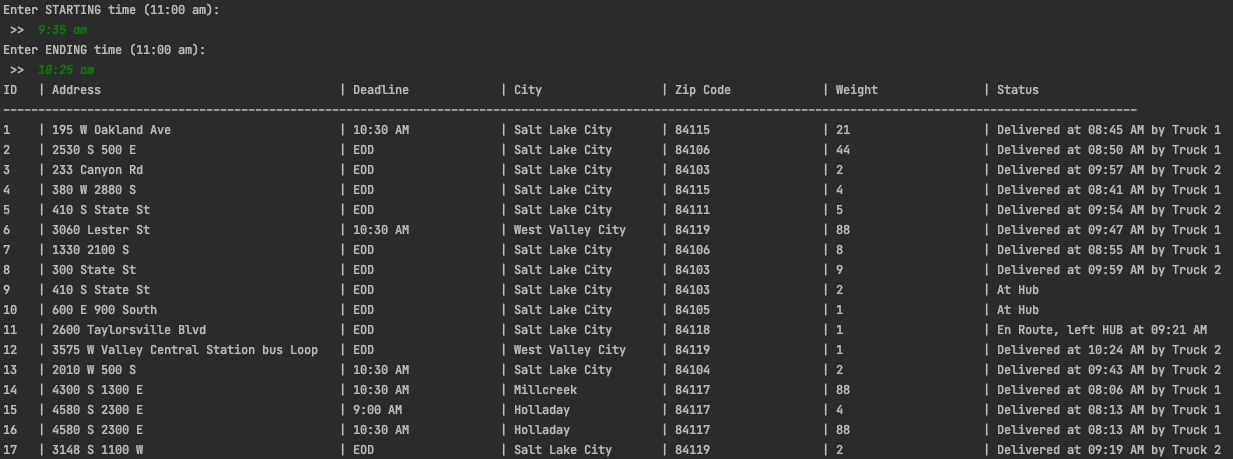 Enter STARTING time (11:00 am):
>> 9:35 am
Enter ENDING time (11:00 am):
>> 10:25 am
ID | Address | Deadline | City | Zip Code | Weight | Status
1 | 195 W Oakland Ave | 10:30 AM | Salt Lake City | 84115 | 21 | Delivered at 08:45 AM by Truck 1
2 | 2530 S 500 E | EOD | Salt Lake City | 84106 | 44 | Delivered at 08:50 AM by Truck 1
3 | 233 Canyon Rd | EOD | Salt Lake City | 84103 | 2 | Delivered at 09:57 AM by Truck 2
4 | 380 W 2880 S | EOD | Salt Lake City | 84115 | 4 | Delivered at 08:41 AM by Truck 1
5 | 410 S State St | EOD | Salt Lake City | 84111 | 5 | Delivered at 09:54 AM by Truck 2
6 | 3060 Lester St | 10:30 AM | West Valley City | 84119 | 88 | Delivered at 09:47 AM by Truck 1
7 | 1330 2100 S | EOD | Salt Lake City | 84106 | 8 | Delivered at 08:55 AM by Truck 1
8 | 300 State St | EOD | Salt Lake City | 84103 | 9 | Delivered at 09:59 AM by Truck 2
9 | 410 S State St | EOD | Salt Lake City | 84103 | 2 | At Hub
10 | 600 E 900 South | EOD | Salt Lake City | 84105 | 1 | At Hub
11 | 2600 Taylorsville Blvd | EOD | Salt Lake City | 84118 | 1 | En Route, left HUB at 09:21 AM
12 | 3575 W Valley Central Station bus Loop | EOD | West Valley City | 84119 | 1 | Delivered at 10:24 AM by Truck 2
13 | 2010 W 500 S | 10:30 AM | Salt Lake City | 84104 | 2 | Delivered at 09:43 AM by Truck 2
14 | 4300 S 1300 E | 10:30 AM | Millcreek | 84117 | 88 | Delivered at 08:06 AM by Truck 1
15 | 4580 S 2300 E | 9:00 AM | Holladay | 84117 | 4 | Delivered at 08:13 AM by Truck 1
16 | 4580 S 2300 E | 10:30 AM | Holladay | 84117 | 88 | Delivered at 08:13 AM by Truck 1
17 | 3148 S 1100 W | EOD | Salt Lake City | 84119 | 2 | Delivered at 09:19 AM by Truck 2